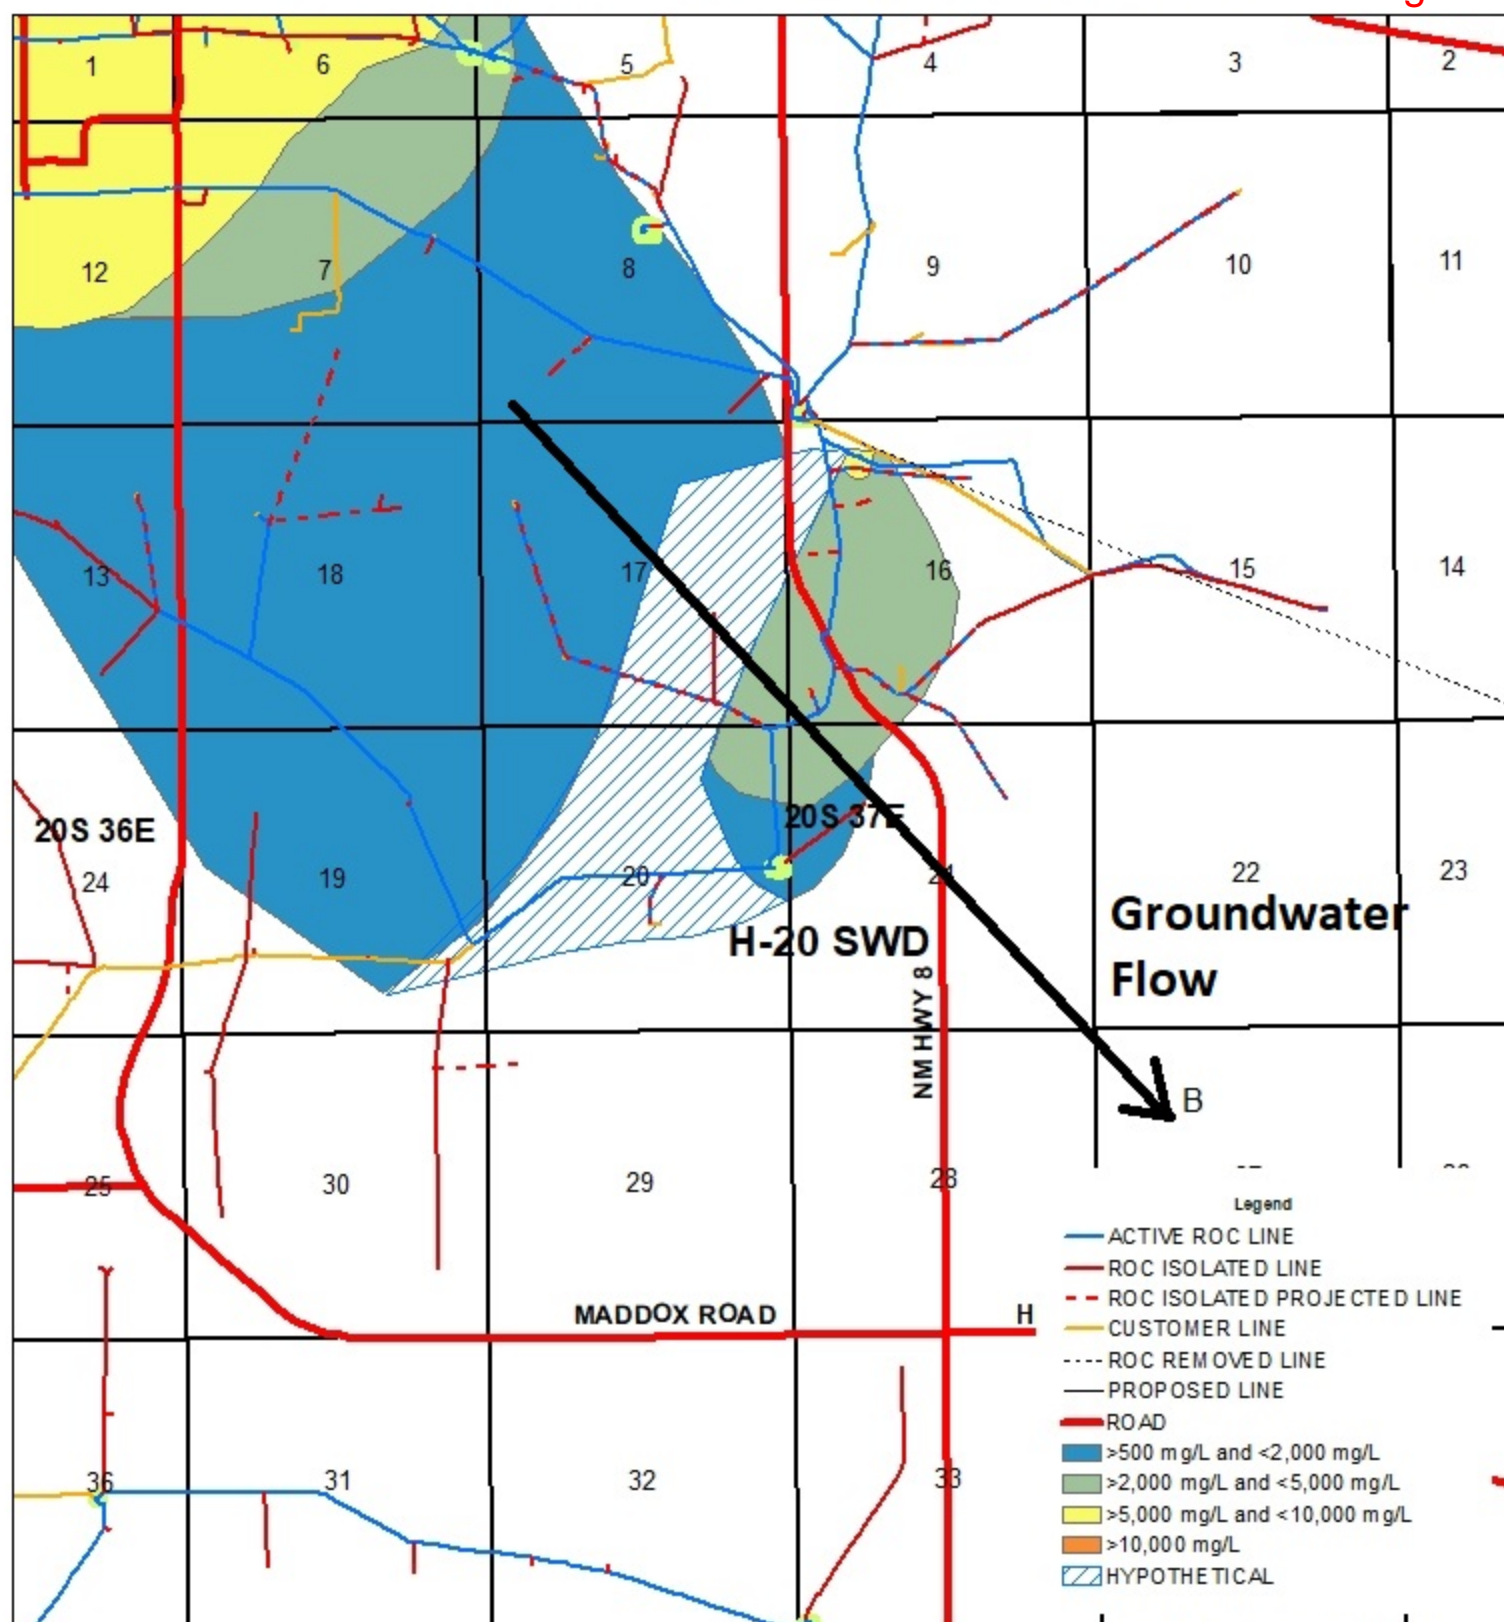 1
6
5
4
3
2
12
7
8
9
10
11
13
18
17
16
15
14
20S 36E
20S 37E
24
19
20
22
23
Groundwater
Flow
H-20 SWD
NM HWY 8
B
25
30
29
28
Legend
ACTIVE ROC LINE
ROC ISOLATED LINE
ROC ISOLATED PROJECTED LINE
MADDOX ROAD
H
CUSTOMER LINE
ROC REMOVED LINE
PROPOSED LINE
ROAD
>500 mg/L and <2,000 mg/L
>2,000 mg/L and <5,000 mg/L
>5,000 mg/L and <10,000 mg/L
>10,000 mg/L
HYPOTHETICAL
36
31
32
33